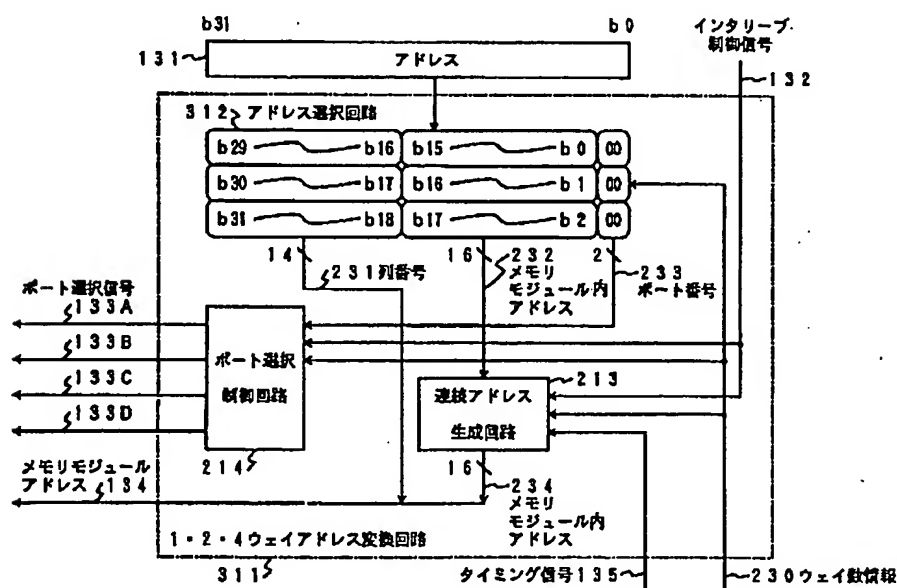 b31 b0
インタリーブ
制御信号
131 アドレス
132
312 アドレス選択回路
b29 b16 b15 b0 00
b30 b17 b16 b1 00
b31 b18 b17 b2 00
14 16 2
231列番号
232
メモリ
モジュール内
アドレス
233
ポート番号
ポート選択信号
133A
133B
133C
133D
ポート選択
制御回路
214
213
連続アドレス
生成回路
16
234
メモリ
モジュール内
アドレス
メモリモジュール
アドレス 134
1・2・4ウェイアドレス変換回路
311
タイミング信号135
230ウェイ数情報